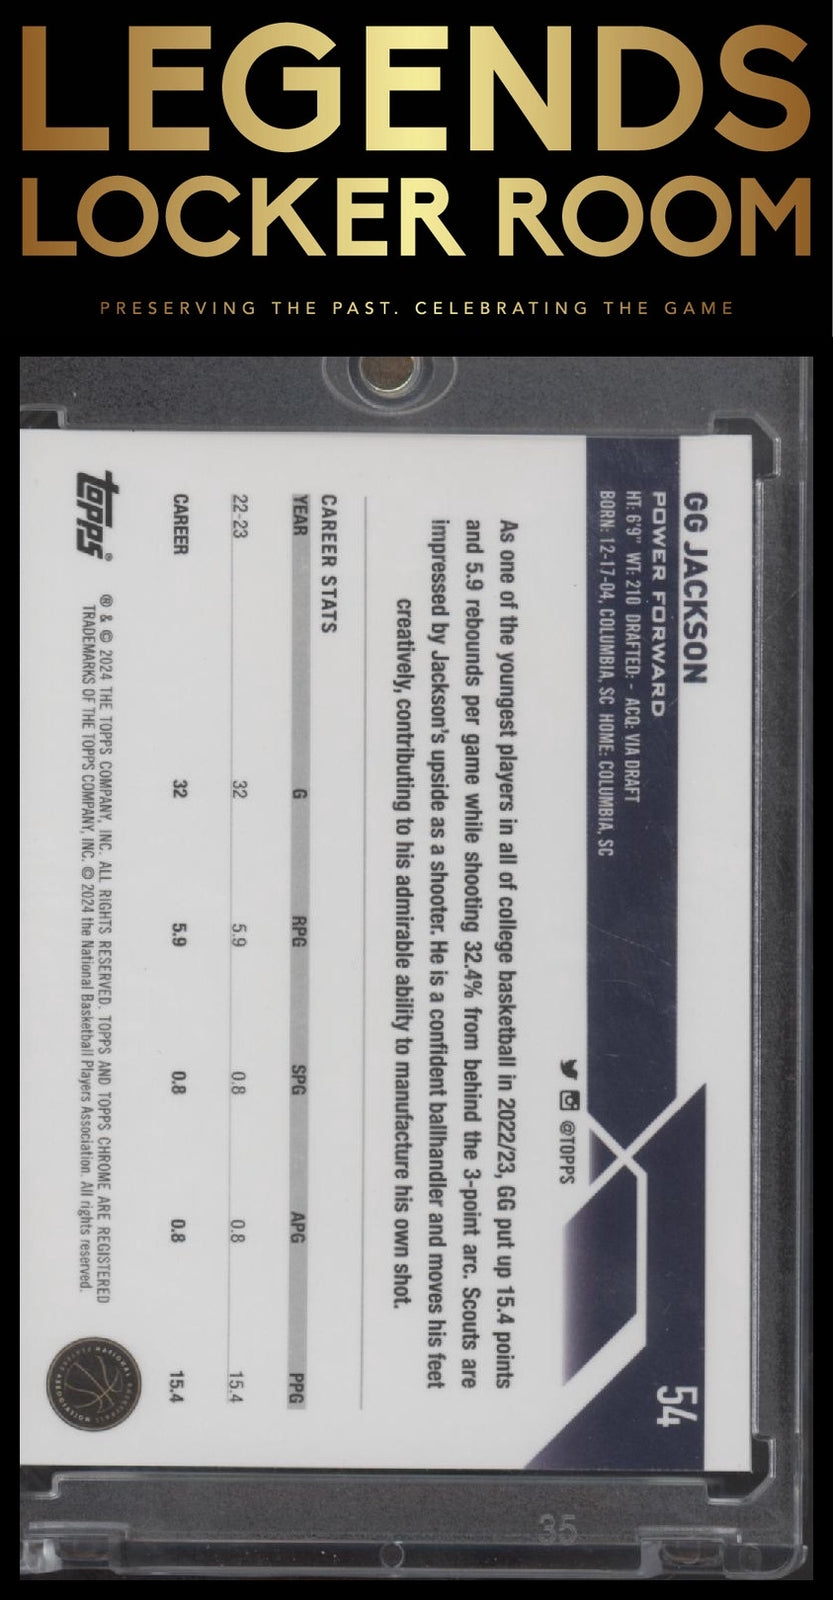 LEGENDS
LOCKER ROOM
PRESERVING THE PAST. CELEBRATING THE GAME
GG JACKSON
54
POWER FORWARD
HT: 6'9" WT: 210 DRAFTED: - ACQ: VIA DRAFT
BORN: 12-17-04, COLUMBIA, SC HOME: COLUMBIA, SC
@TOPPS
As one of the youngest players in all of college basketball in 2022/23, GG put up 15.4 points
and 5.9 rebounds per game while shooting 32.4% from behind the 3-point arc. Scouts are
impressed by Jackson's upside as a shooter. He is a confident ballhandler and moves his feet
creatively, contributing to his admirable ability to manufacture his own shot.
CAREER STATS
YEAR G RPG SPG APG PPG
22-23 32 5.9 0.8 0.8 15.4
CAREER 32 5.9 0.8 0.8 15.4
topps®
® & © 2024 THE TOPPS COMPANY, INC. ALL RIGHTS RESERVED. TOPPS AND TOPPS CHROME ARE REGISTERED
TRADEMARKS OF THE TOPPS COMPANY, INC. © 2024 the National Basketball Players Association. All rights reserved.
35